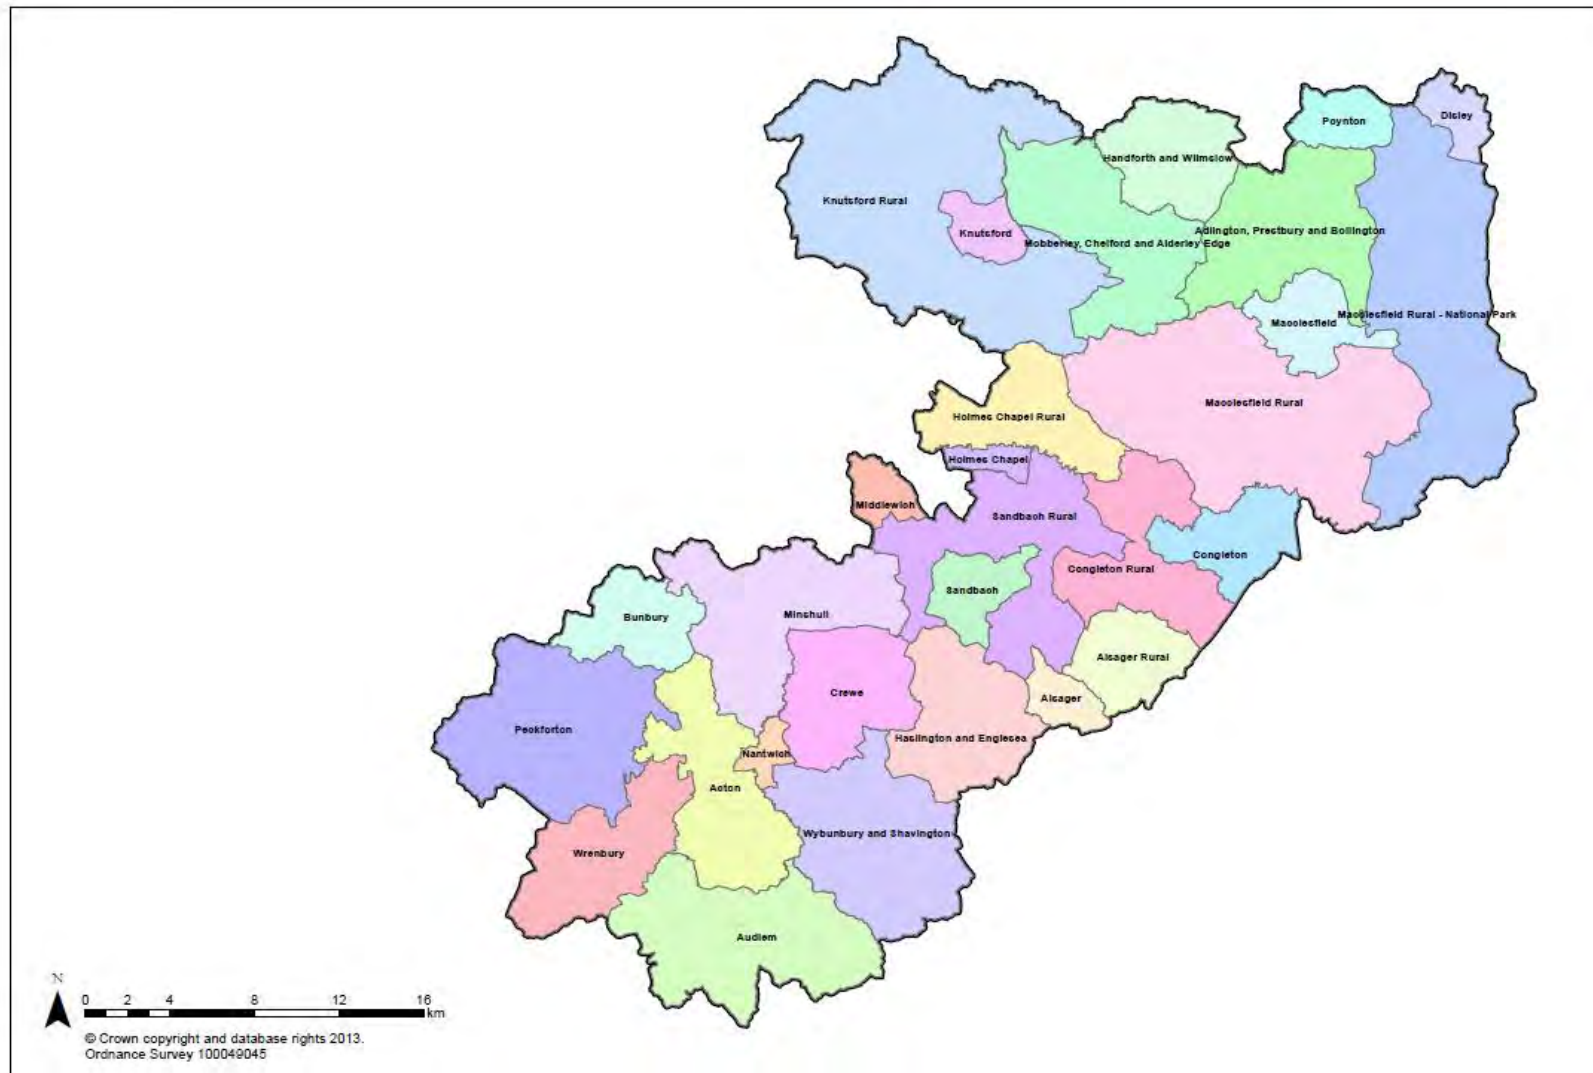 Poynton
Disley
Handforth and Wilmslow
Knutsford Rural
Knutsford
Adlington, Prestbury and Bollington
Mobberley, Chelford and Alderley Edge
Macclesfield Rural - National Park
Macclesfield
Macclesfield Rural
Holmes Chapel Rural
Holmes Chapel
Middlewich
Sandbach Rural
Congleton
Congleton Rural
Sandbach
Minshull
Bunbury
Alsager Rural
Crewe
Alsager
Peckforton
Haslington and Englesea
Nantwich
Acton
Wybunbury and Shavington
Wrenbury
Audlem
N
0 2 4 8 12 16
km
© Crown copyright and database rights 2013.
Ordnance Survey 100049045